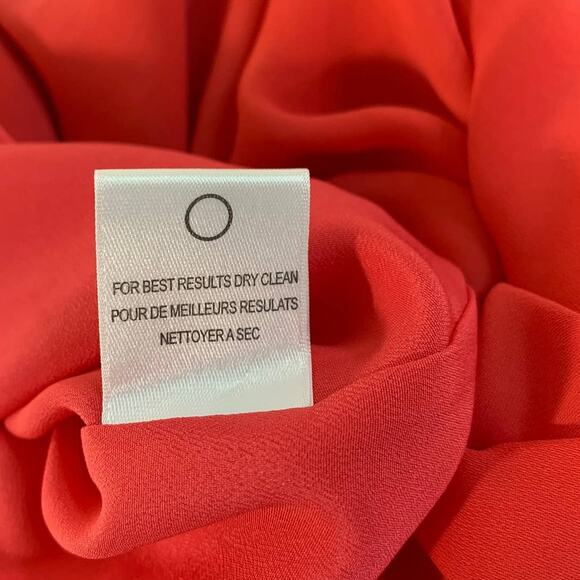 FOR BEST RESULTS DRY CLEAN
POUR DE MEILLEURS RESULATS
NETTOYER A SEC